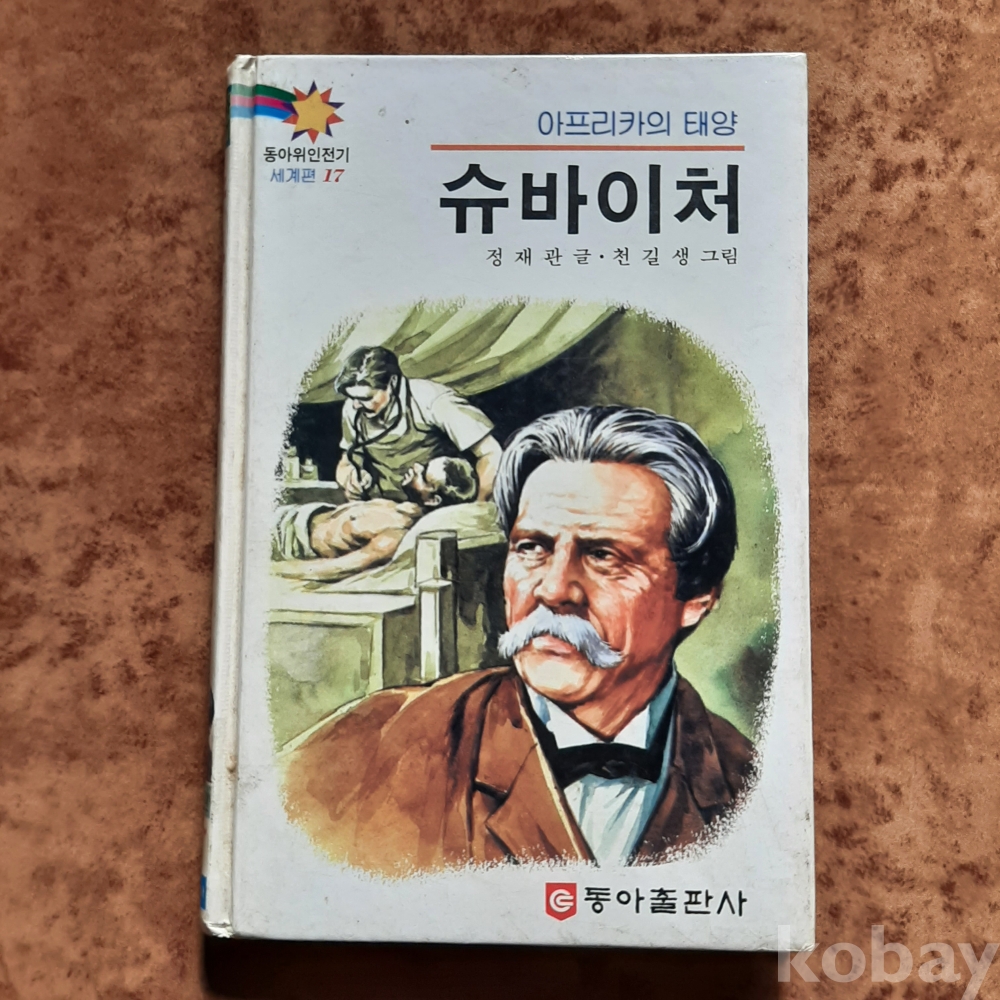 동아위인전기
세계편 17
아프리카의 태양
슈바이처
정재관 글·천길생 그림
동아출판사
kobay